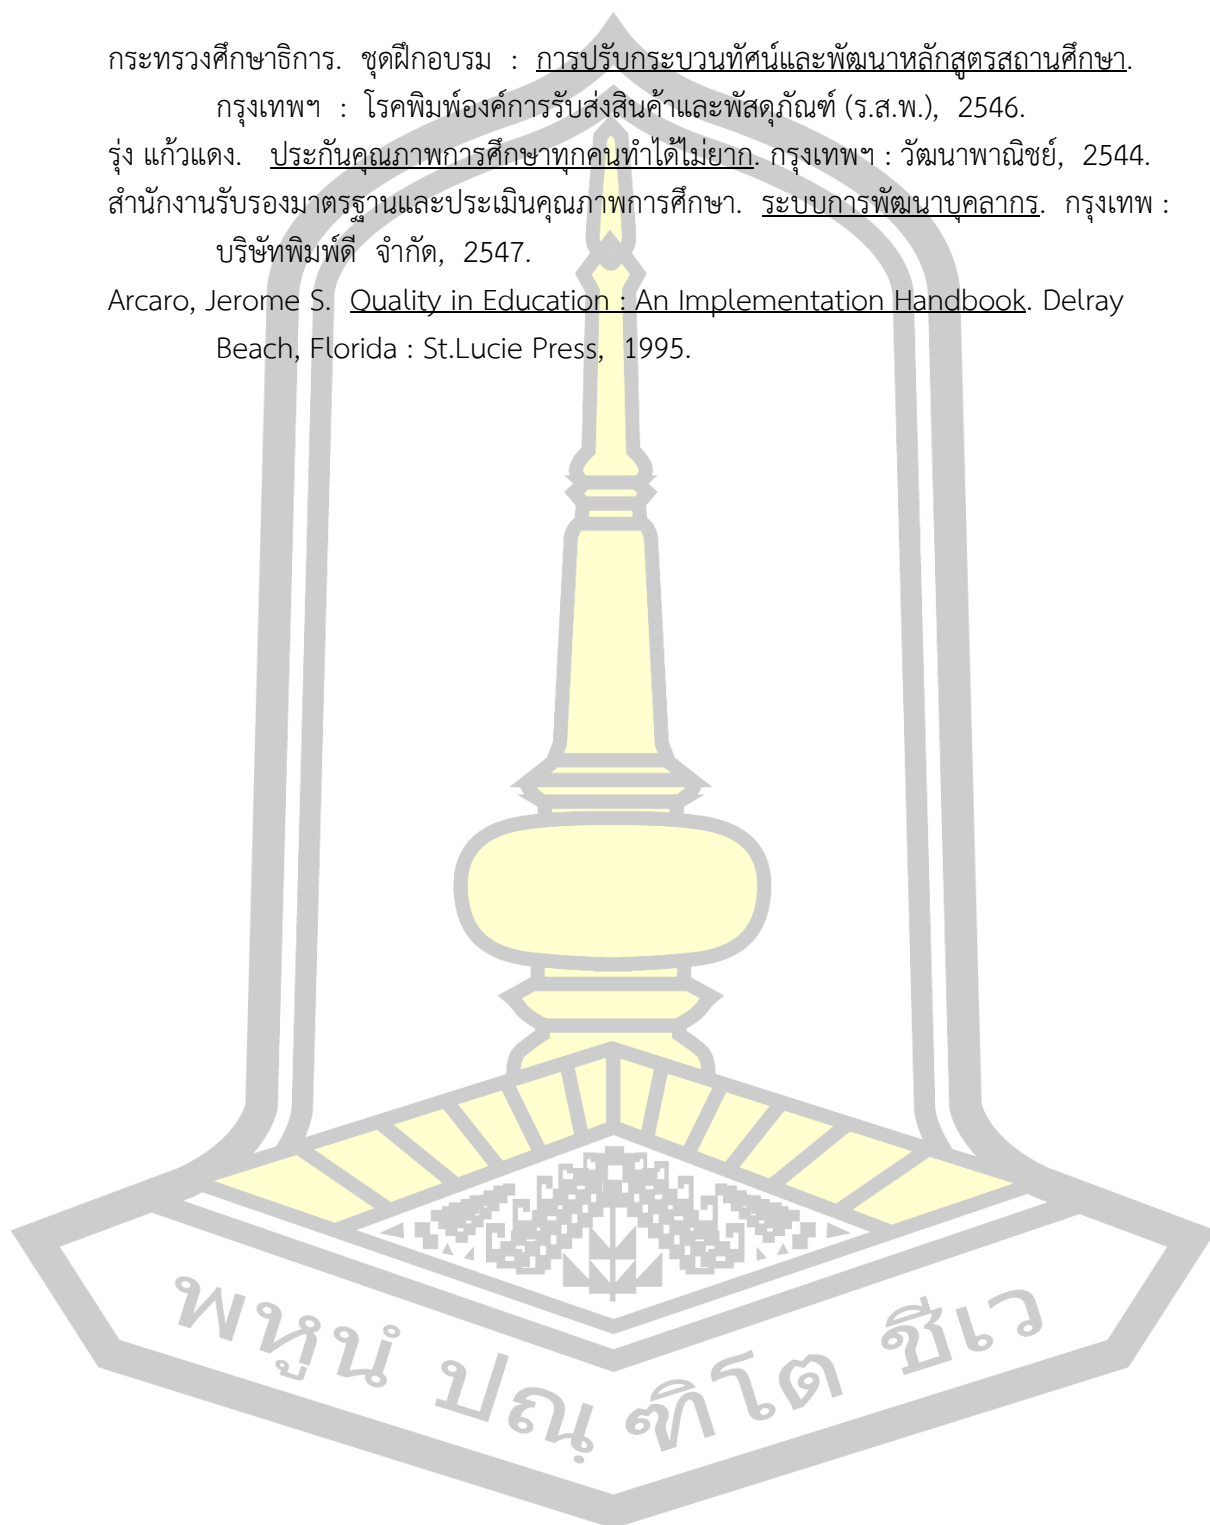 กระทรวงศึกษาธิการ. ชุดฝึกอบรม : การปรับกระบวนทัศน์และพัฒนาหลักสูตรสถานศึกษา.
กรุงเทพฯ : โรคพิมพ์องค์การรับส่งสินค้าและพัสดุภัณฑ์ (ร.ส.พ.), 2546.
รุ่ง แก้วแดง. ประกันคุณภาพการศึกษาทุกคนทำได้ไม่ยาก. กรุงเทพฯ : วัฒนาพาณิชย์, 2544.
สำนักงานรับรองมาตรฐานและประเมินคุณภาพการศึกษา. ระบบการพัฒนาบุคลากร. กรุงเทพ :
บริษัทพิมพ์ดี จำกัด, 2547.
Arcaro, Jerome S. Quality in Education : An Implementation Handbook. Delray
Beach, Florida : St.Lucie Press, 1995.
พหูนํ ปณฺฑิโต ชีเว